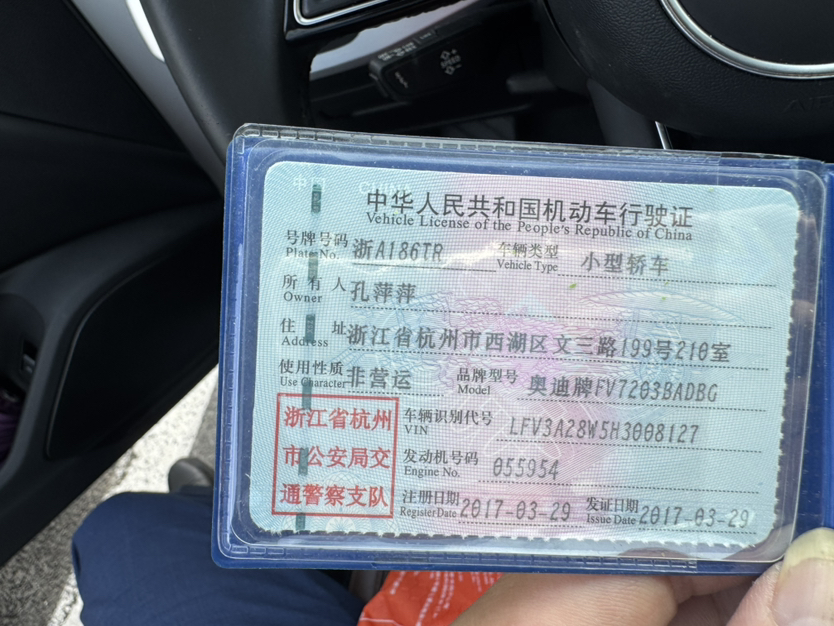 中华人民共和国机动车行驶证
Vehicle License of the People's Republic of China
号牌号码 浙A186TR 车辆类型 小型轿车
Plate No. Vehicle Type
所有人 孔萍萍
Owner
住址 浙江省杭州市西湖区文三路199号210室
Address
使用性质 非营运 品牌型号 奥迪牌FV7203BADBG
Use Character Model
浙江省杭州 车辆识别代号 LFV3A28W5H3008127
VIN
市公安局交 发动机号码 055954
Engine No.
通警察支队 注册日期 2017-03-29 发证日期 2017-03-29
Register Date Issue Date